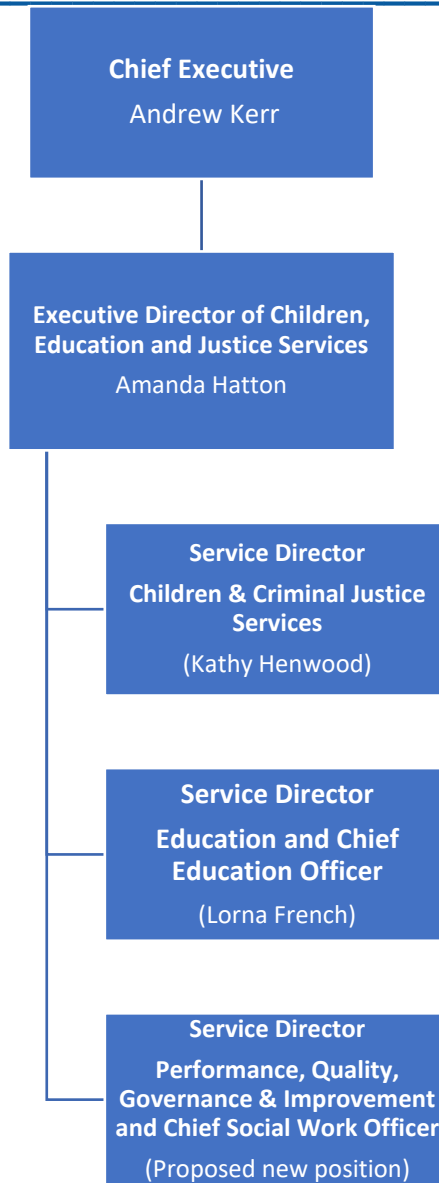 Chief Executive
Andrew Kerr
Executive Director of Children,
Education and Justice Services
Amanda Hatton
Service Director
Children & Criminal Justice
Services
(Kathy Henwood)
Service Director
Education and Chief
Education Officer
(Lorna French)
Service Director
Performance, Quality,
Governance & Improvement
and Chief Social Work Officer
(Proposed new position)